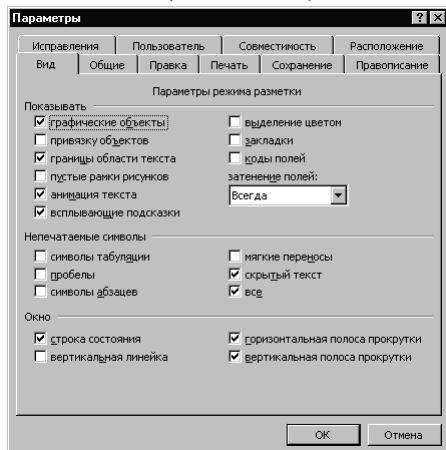 Параметры
Исправления Пользователь Совместимость Расположение
Вид Общие Правка Печать Сохранение Правописание
Параметры режима разметки
Показывать
графические объекты выделение цветом
привязку объектов закладки
границы области текста коды полей
пустые рамки рисунков затенение полей:
анимация текста Всегда
всплывающие подсказки
Непечатаемые символы
символы табуляции мягкие переносы
пробелы скрытый текст
символы абзацев все
Окно
строка состояния горизонтальная полоса прокрутки
вертикальная линейка вертикальная полоса прокрутки
ОК Отмена